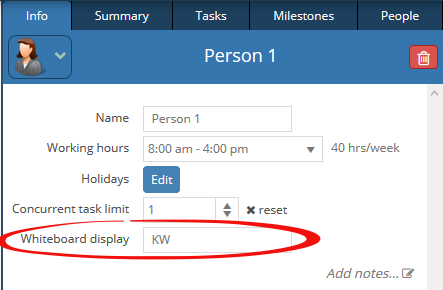 Info Summary Tasks Milestones People
Person 1
Name Person 1
Working hours 8:00 am - 4:00 pm 40 hrs/week
Holidays Edit
Concurrent task limit 1 ✖ reset
Whiteboard display KW
Add notes...